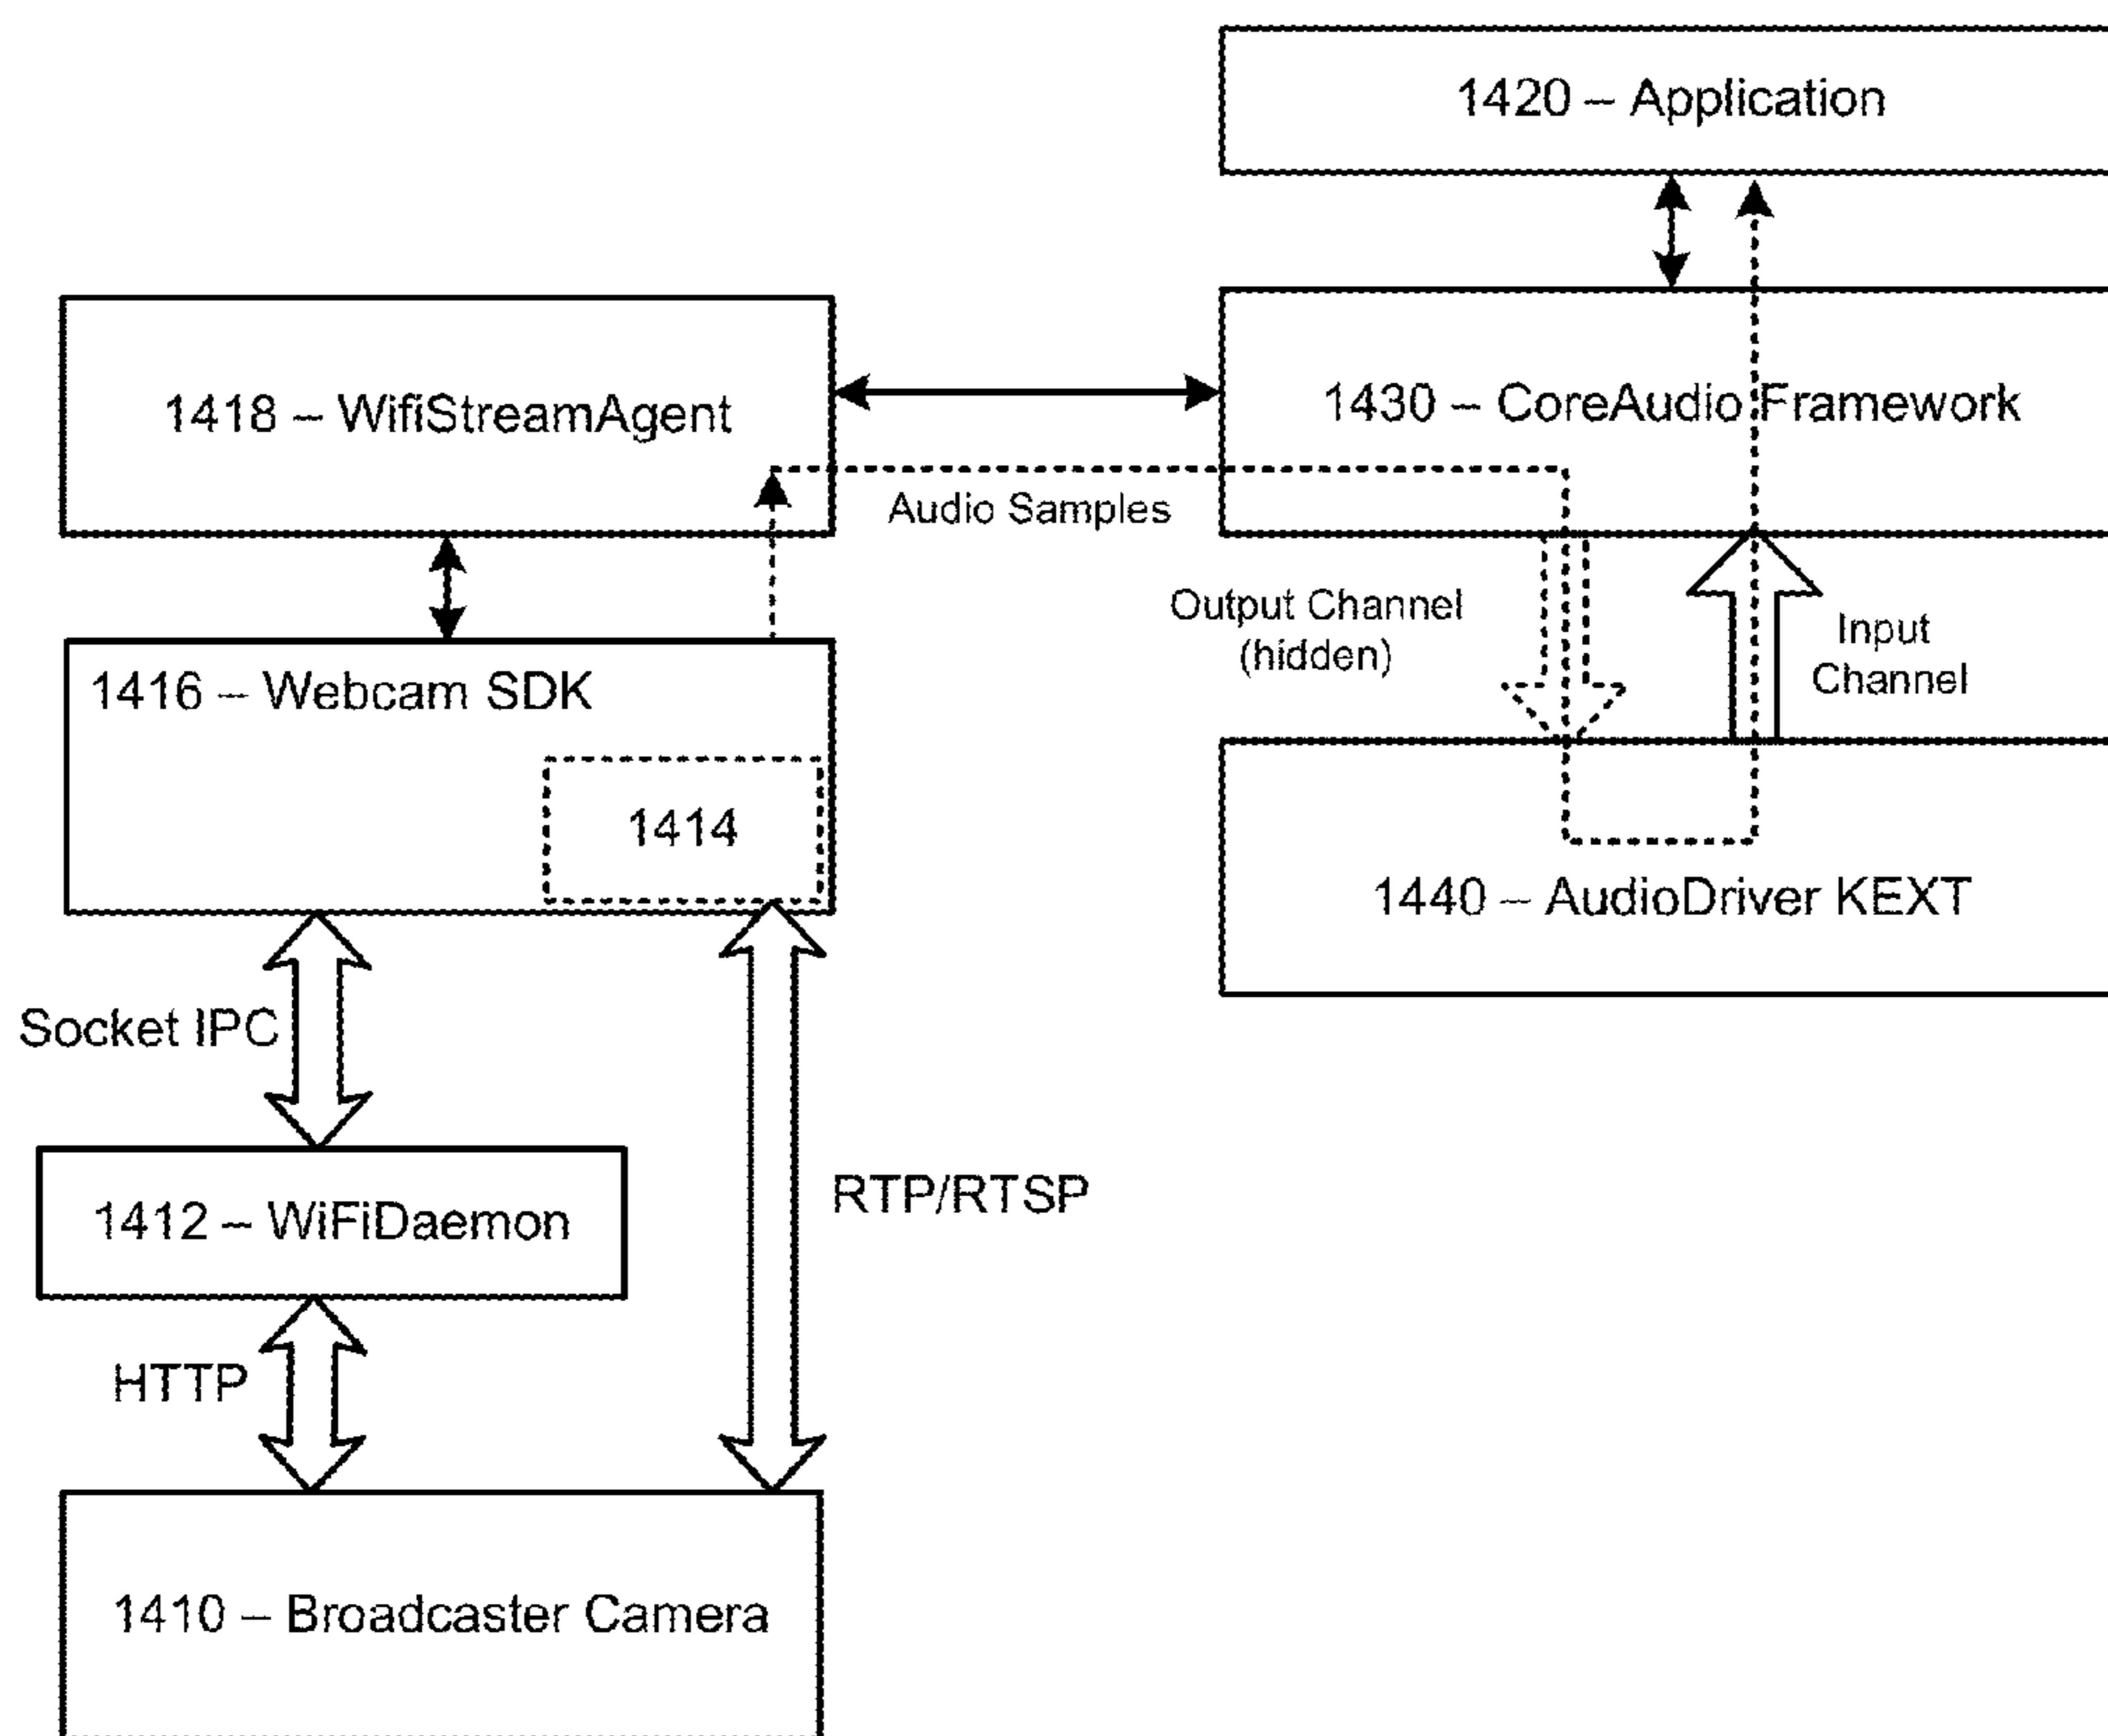 1420 – Application
1418 – WifiStreamAgent
1430 – CoreAudio Framework
Audio Samples
Output Channel
(hidden)
Input
Channel
1416 – Webcam SDK
1414
1440 – AudioDriver KEXT
Socket IPC
1412 – WiFiDaemon
RTP/RTSP
HTTP
1410 – Broadcaster Camera